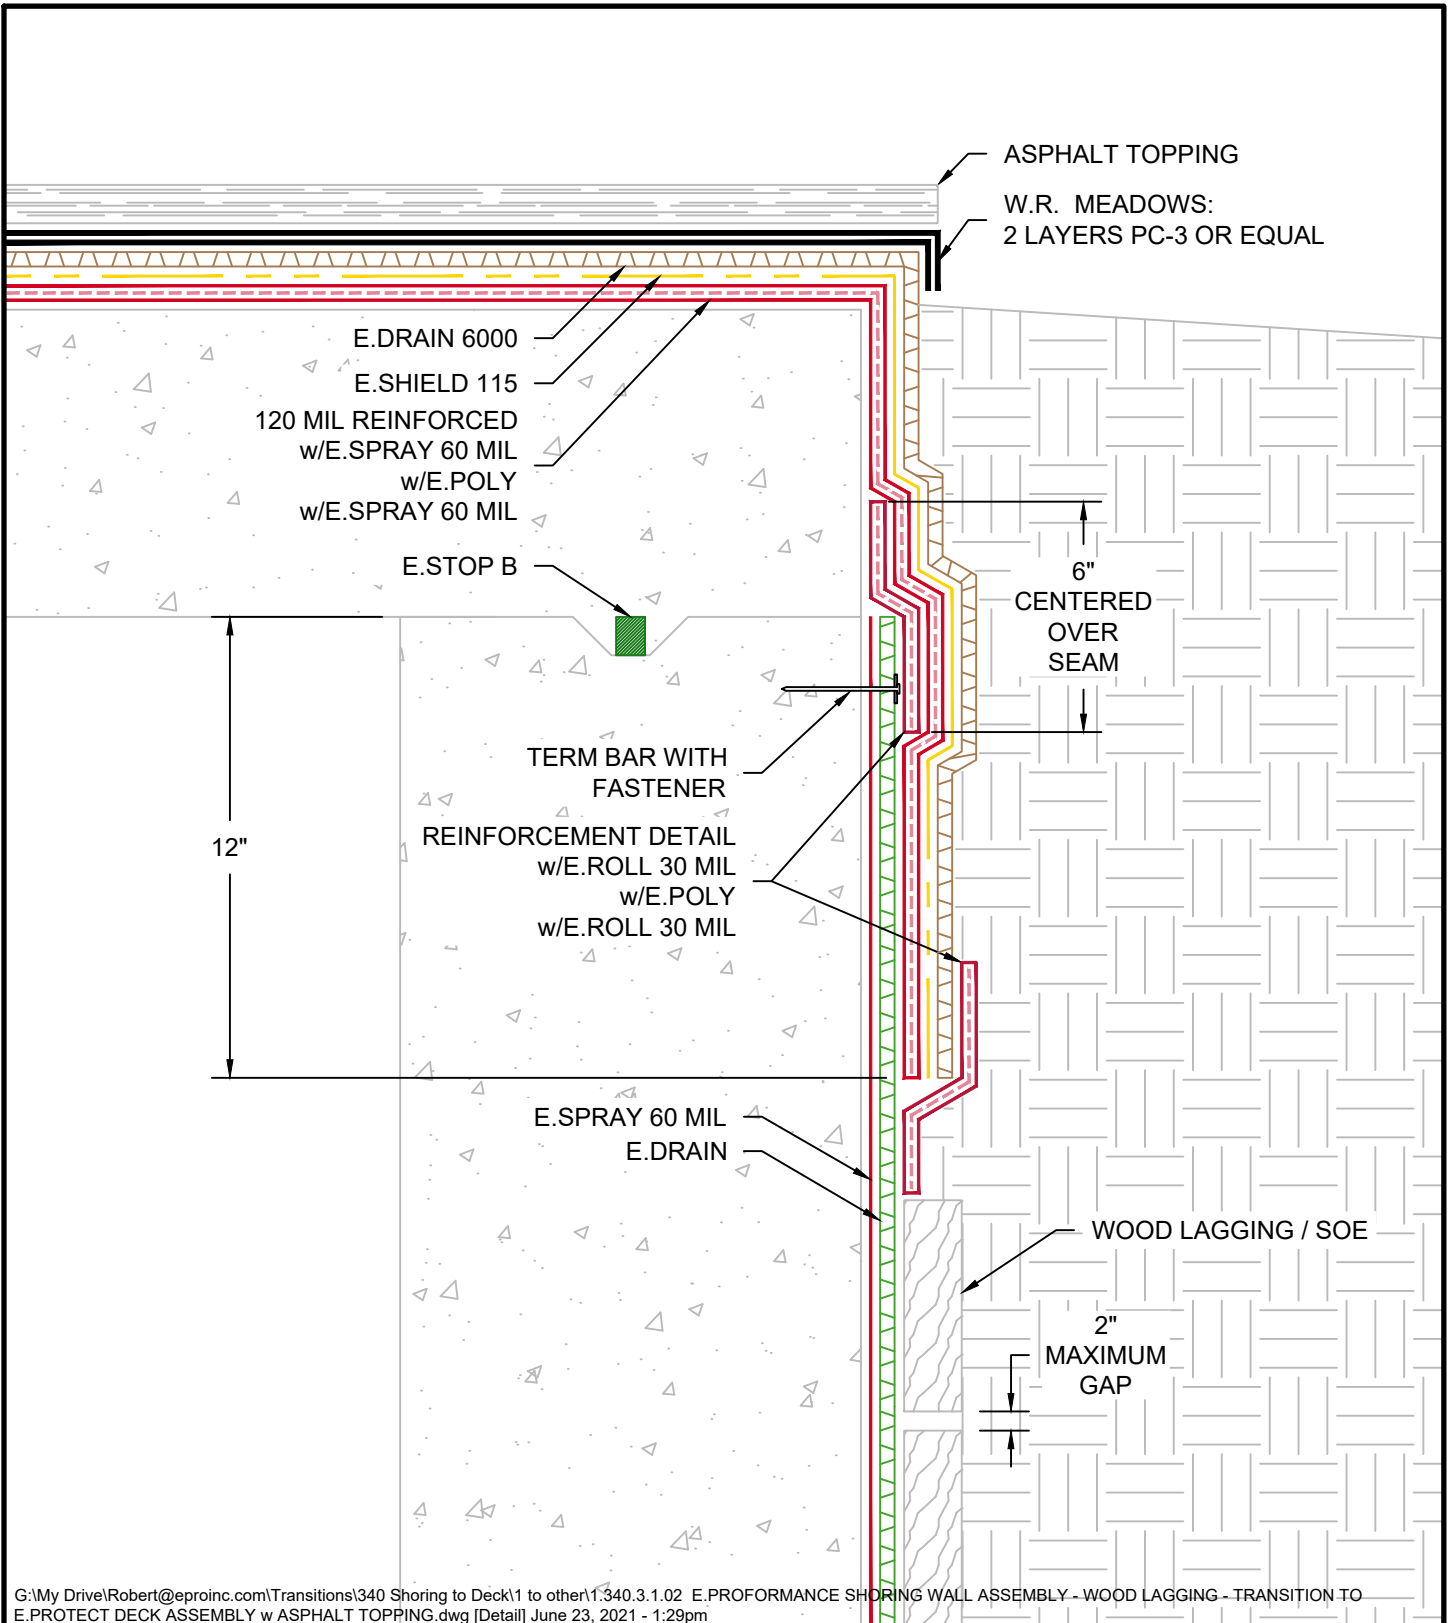 ASPHALT TOPPING
W.R. MEADOWS:
2 LAYERS PC-3 OR EQUAL
E.DRAIN 6000
E.SHIELD 115
120 MIL REINFORCED
w/E.SPRAY 60 MIL
w/E.POLY
w/E.SPRAY 60 MIL
E.STOP B
6"
CENTERED
OVER
SEAM
TERM BAR WITH
FASTENER
12"
REINFORCEMENT DETAIL
w/E.ROLL 30 MIL
w/E.POLY
w/E.ROLL 30 MIL
E.SPRAY 60 MIL
E.DRAIN
WOOD LAGGING / SOE
2"
MAXIMUM
GAP
G:\My Drive\Robert@eproinc.com\Transitions\340 Shoring to Deck\1 to other\1.340.3.1.02 E.PROFORMANCE SHORING WALL ASSEMBLY - WOOD LAGGING - TRANSITION TO
E.PROTECT DECK ASSEMBLY w ASPHALT TOPPING.dwg [Detail] June 23, 2021 - 1:29pm